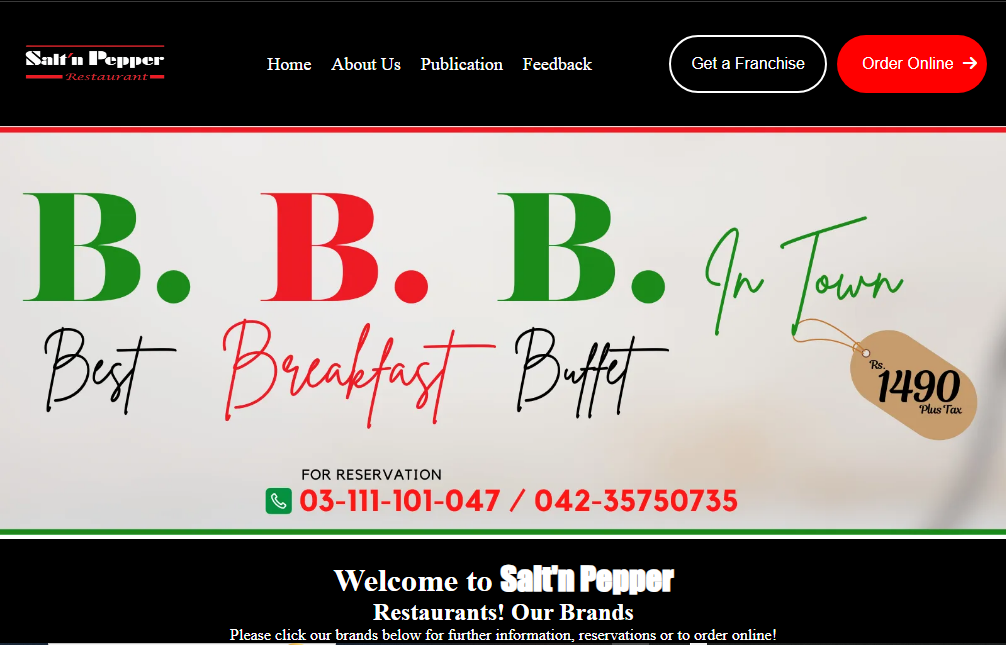 Salt'n Pepper
Restaurant
Home About Us Publication Feedback
Get a Franchise
Order Online
B. B. B. In Town
Best Breakfast Buffet
Rs.
1490
Plus Tax
FOR RESERVATION
03-111-101-047 / 042-35750735
Welcome to Salt'n Pepper
Restaurants! Our Brands
Please click our brands below for further information, reservations or to order online!